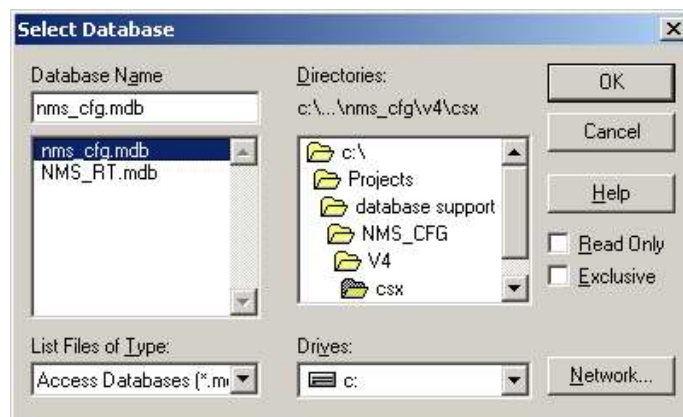 Select Database
Database Name
nms_cfg.mdb
nms_cfg.mdb
NMS_RT.mdb
List Files of Type:
Access Databases (*.m
Directories:
c:\...\nms_cfg\v4\csx
c:\
Projects
database support
NMS_CFG
V4
csx
Drives:
c:
OK
Cancel
Help
Read Only
Exclusive
Network...